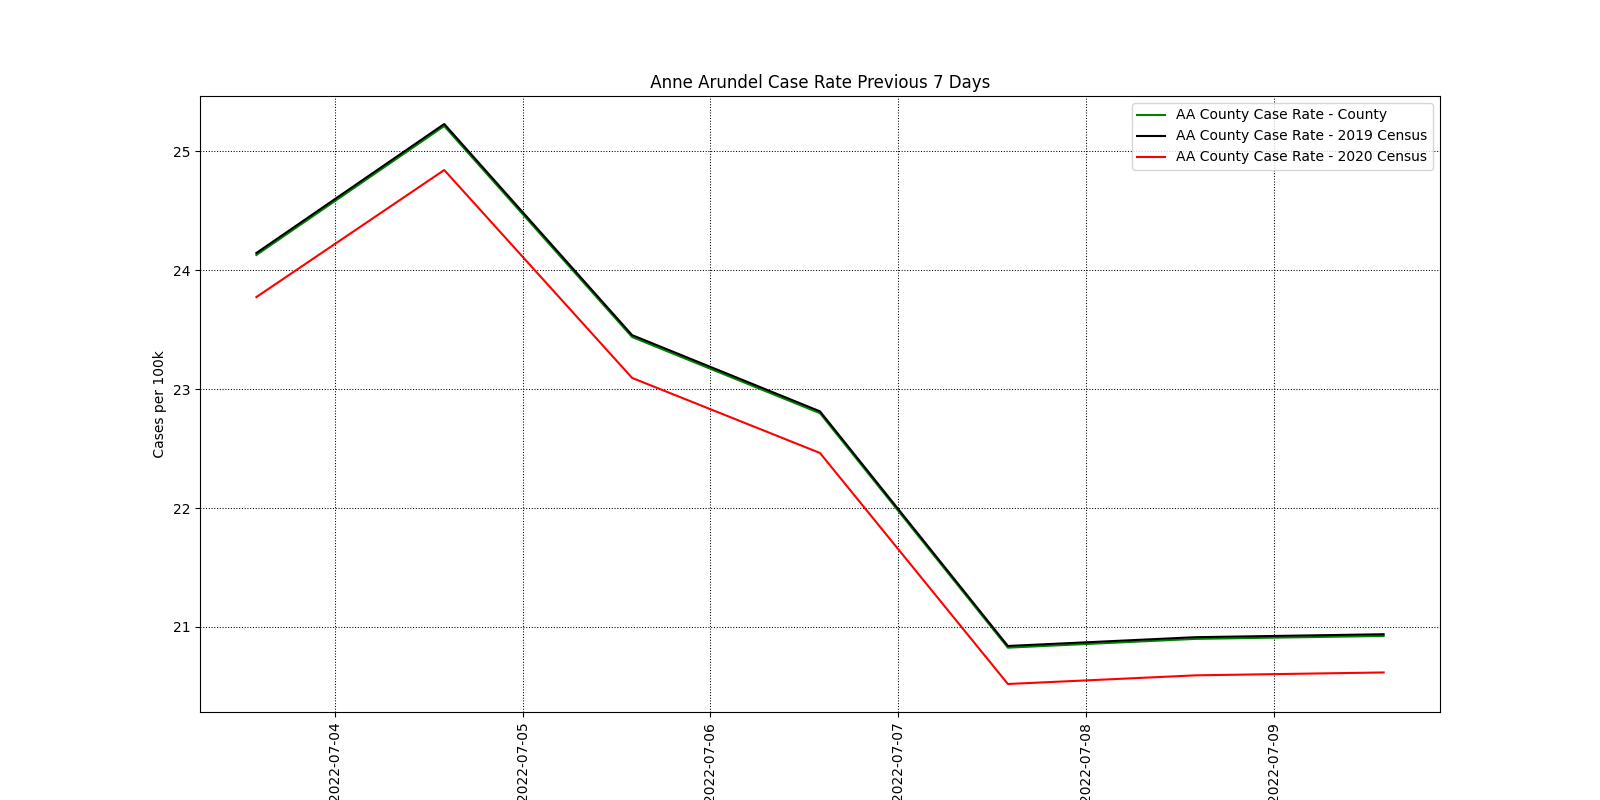 Anne Arundel Case Rate Previous 7 Days
AA County Case Rate - County
AA County Case Rate - 2019 Census
AA County Case Rate - 2020 Census
Cases per 100k
25
24
23
22
21
2022-07-04
2022-07-05
2022-07-06
2022-07-07
2022-07-08
2022-07-09